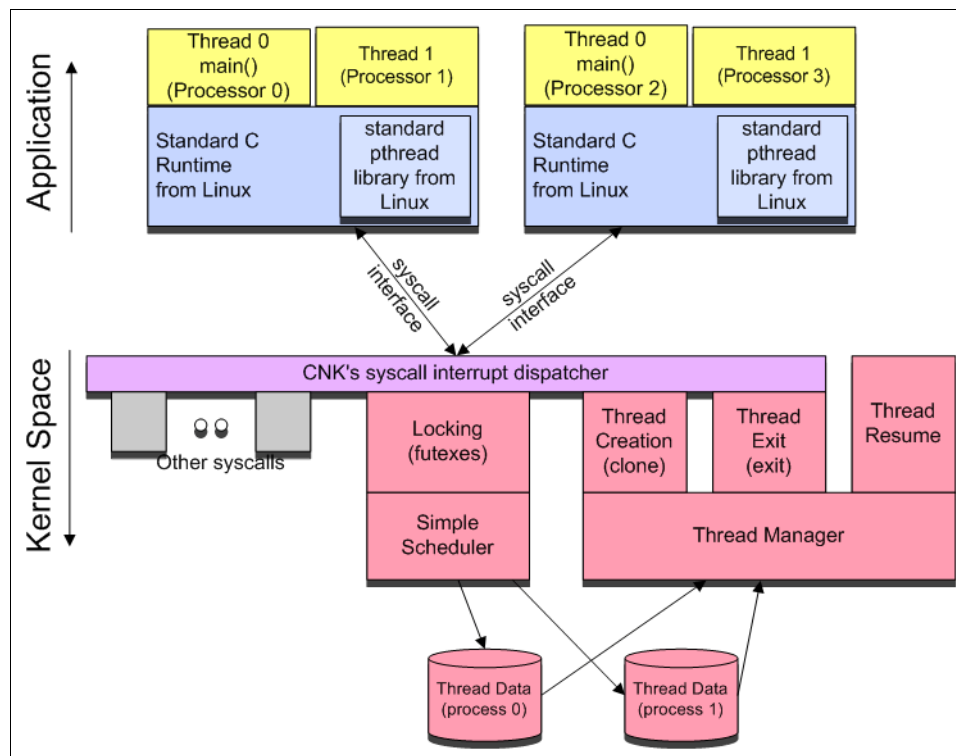 Application
Thread 0
main()
(Processor 0)
Thread 1
(Processor 1)
Thread 0
main()
(Processor 2)
Thread 1
(Processor 3)
Standard C
Runtime
from Linux
standard
pthread
library from
Linux
Standard C
Runtime
from Linux
standard
pthread
library from
Linux
syscall
interface
syscall
interface
Kernel Space
CNK's syscall interrupt dispatcher
Other syscalls
Locking
(futexes)
Thread
Creation
(clone)
Thread
Exit
(exit)
Thread
Resume
Simple
Scheduler
Thread Manager
Thread Data
(process 0)
Thread Data
(process 1)